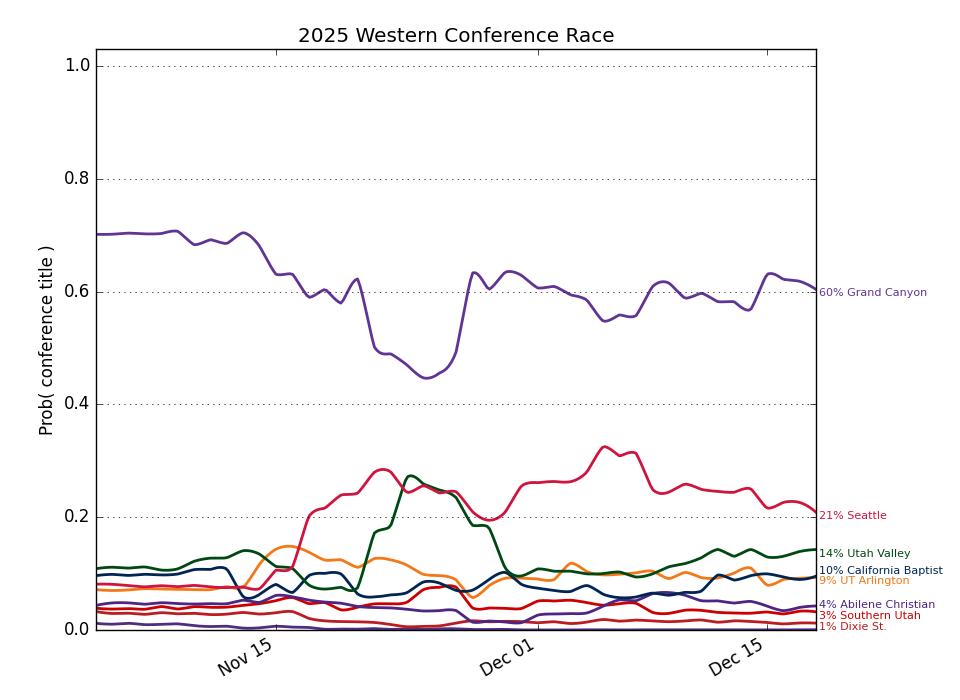 2025 Western Conference Race
1.0
0.8
0.6
0.4
0.2
0.0
Prob( conference title )
Nov 15
Dec 01
Dec 15
60% Grand Canyon
21% Seattle
14% Utah Valley
10% California Baptist
9% UT Arlington
4% Abilene Christian
3% Southern Utah
1% Dixie St.